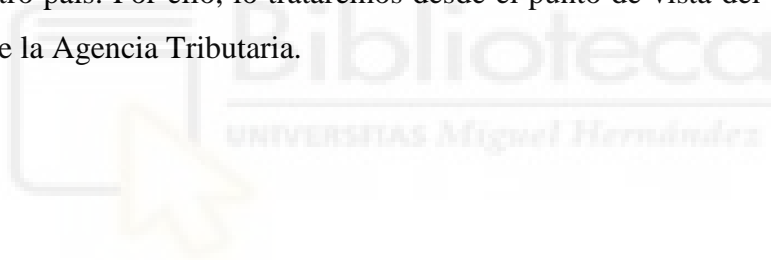 tro país. Por ello, lo trataremos desde el punto de vista del
e la Agencia Tributaria.
Biblioteca
UNIVERSITAS Miguel Hernández